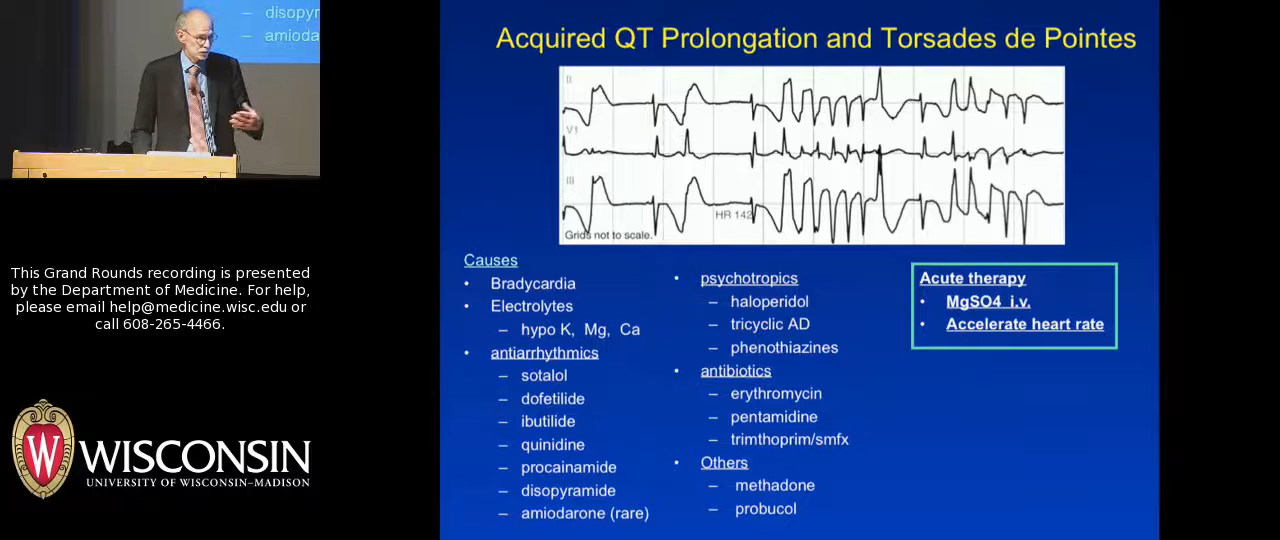 disopyr
– amioda
This Grand Rounds recording is presented
by the Department of Medicine. For help,
please email help@medicine.wisc.edu or
call 608-265-4466.
W
WISCONSIN
UNIVERSITY OF WISCONSIN–MADISON
Acquired QT Prolongation and Torsades de Pointes
II
V1
III
HR 142
Grids not to scale.
Causes
• Bradycardia
• Electrolytes
– hypo K, Mg, Ca
• antiarrhythmics
– sotalol
– dofetilide
– ibutilide
– quinidine
– procainamide
– disopyramide
– amiodarone (rare)
• psychotropics
– haloperidol
– tricyclic AD
– phenothiazines
• antibiotics
– erythromycin
– pentamidine
– trimthoprim/smfx
• Others
– methadone
– probucol
Acute therapy
• MgSO4 i.v.
• Accelerate heart rate